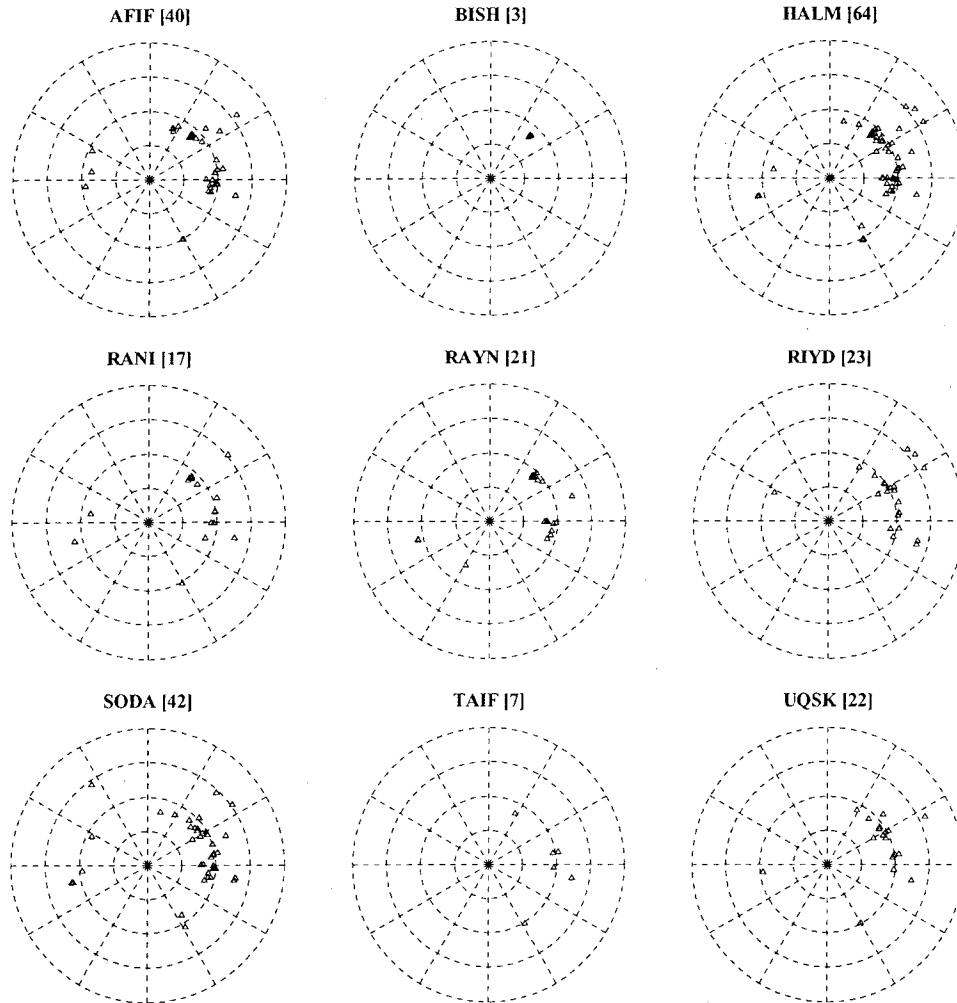 AFIF [40] BISH [3] HALM [64]
RANI [17] RAYN [21] RIYD [23]
SODA [42] TAIF [7] UQSK [22]